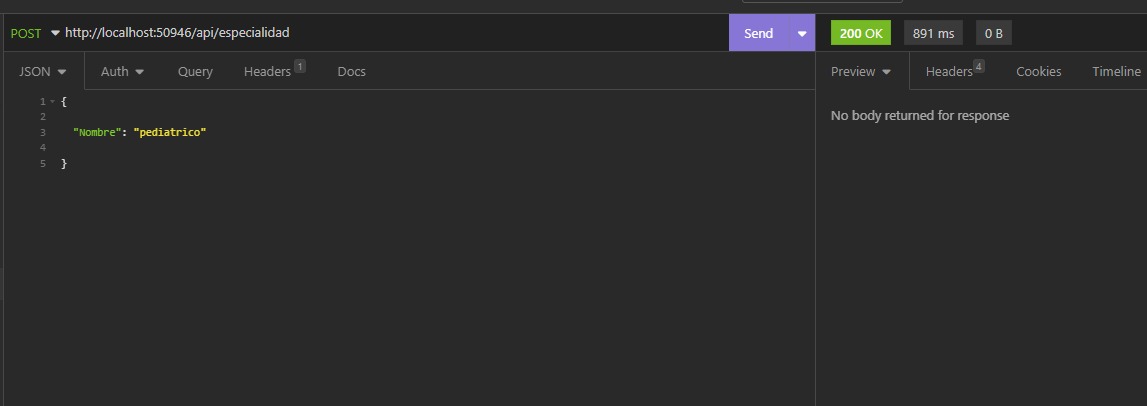 POST http://localhost:50946/api/especialidad Send 200 OK 891 ms 0 B
JSON Auth Query Headers 1 Docs Preview Headers 4 Cookies Timeline
1 {
No body returned for response
2
3 "Nombre": "pediatrico"
4
5 }